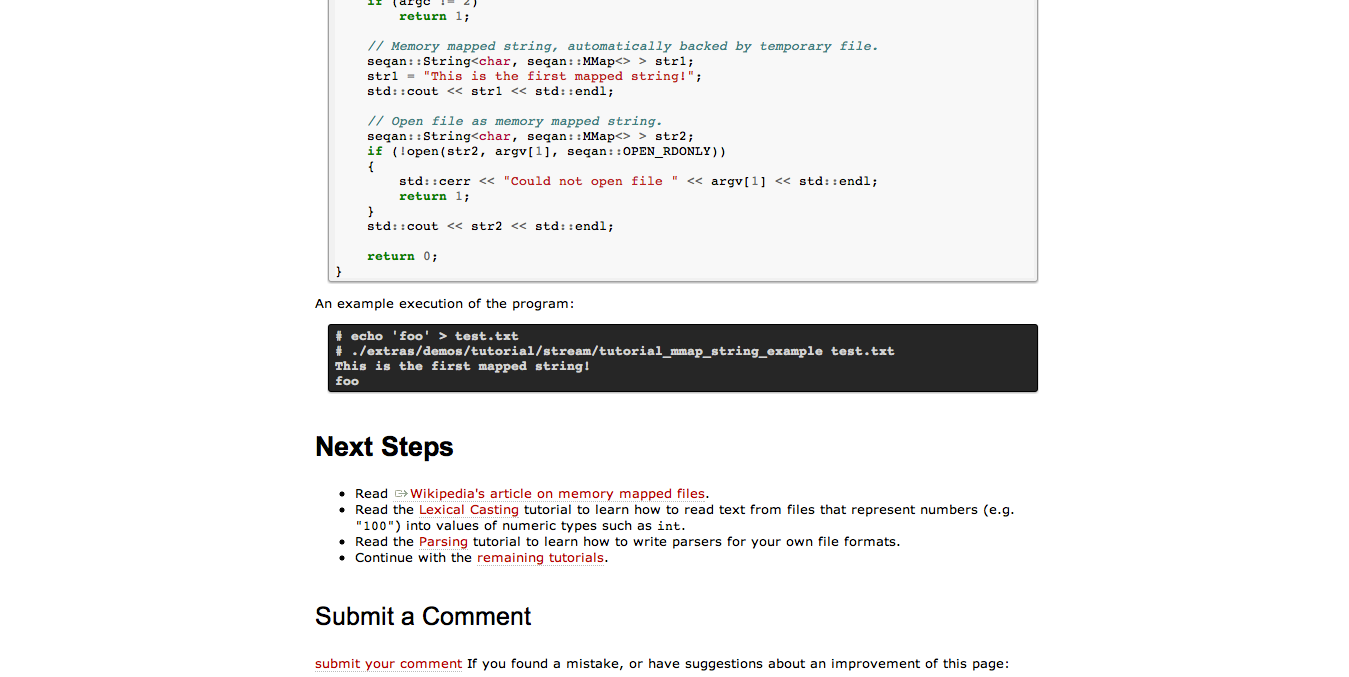 if (argc != 2)
return 1;
// Memory mapped string, automatically backed by temporary file.
seqan::String<char, seqan::MMap<> > str1;
str1 = "This is the first mapped string!";
std::cout << str1 << std::endl;
// Open file as memory mapped string.
seqan::String<char, seqan::MMap<> > str2;
if (!open(str2, argv[1], seqan::OPEN_RDONLY))
{
std::cerr << "Could not open file " << argv[1] << std::endl;
return 1;
}
std::cout << str2 << std::endl;
return 0;
}
An example execution of the program:
# echo 'foo' > test.txt
# ./extras/demos/tutorial/stream/tutorial_mmap_string_example test.txt
This is the first mapped string!
foo
Next Steps
• Read Wikipedia's article on memory mapped files.
• Read the Lexical Casting tutorial to learn how to read text from files that represent numbers (e.g.
"100") into values of numeric types such as int.
• Read the Parsing tutorial to learn how to write parsers for your own file formats.
• Continue with the remaining tutorials.
Submit a Comment
submit your comment If you found a mistake, or have suggestions about an improvement of this page: